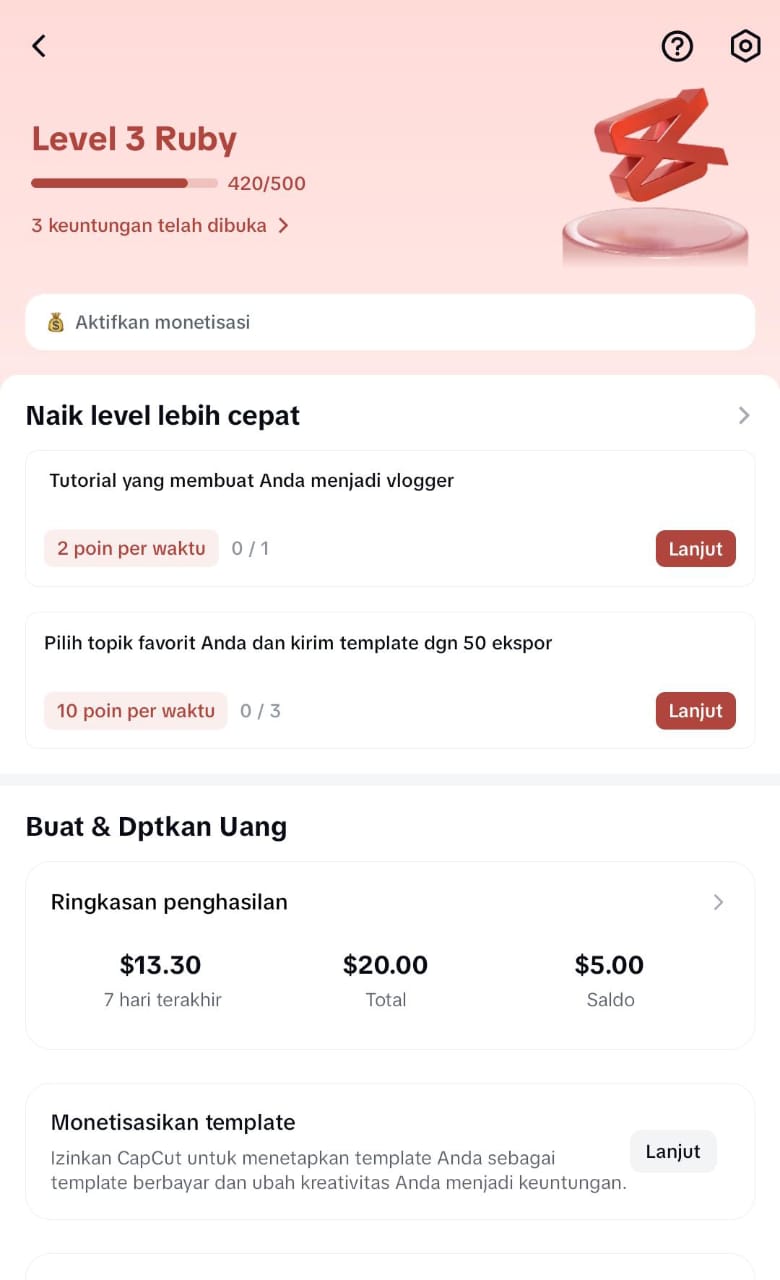 Level 3 Ruby
420/500
3 keuntungan telah dibuka
Aktifkan monetisasi
Naik level lebih cepat
Tutorial yang membuat Anda menjadi vlogger
2 poin per waktu 0 / 1 Lanjut
Pilih topik favorit Anda dan kirim template dgn 50 ekspor
10 poin per waktu 0 / 3 Lanjut
Buat & Dptkan Uang
Ringkasan penghasilan
$13.30 $20.00 $5.00
7 hari terakhir Total Saldo
Monetisasikan template
Izinkan CapCut untuk menetapkan template Anda sebagai
template berbayar dan ubah kreativitas Anda menjadi keuntungan.
Lanjut